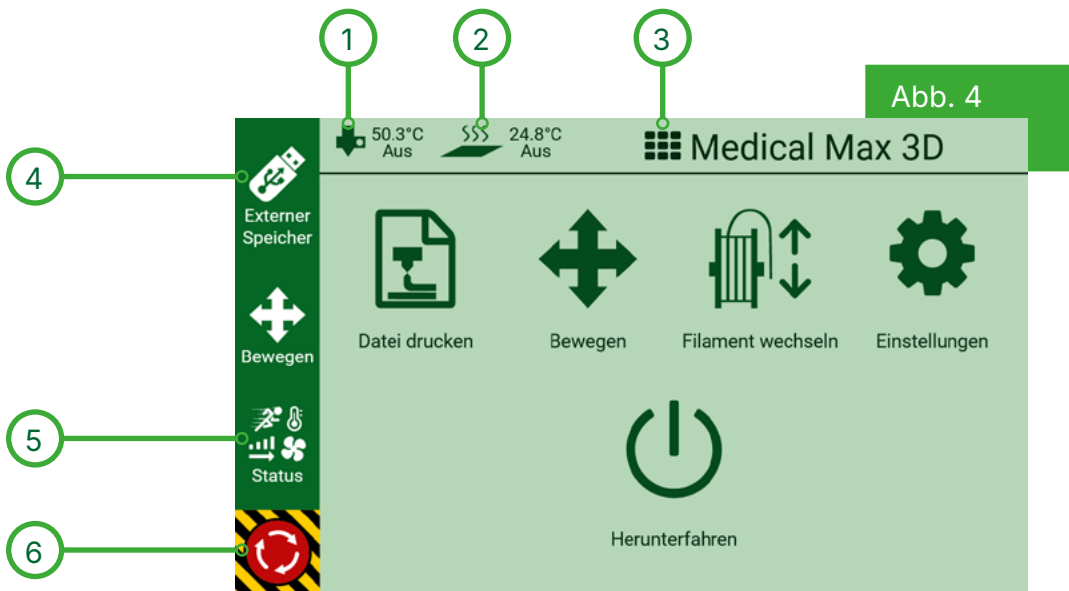 1
2
3
Abb. 4
50.3°C
Aus
24.8°C
Aus
Medical Max 3D
4
Externer
Speicher
Datei drucken
Bewegen
Filament wechseln
Einstellungen
Bewegen
5
Status
6
Herunterfahren